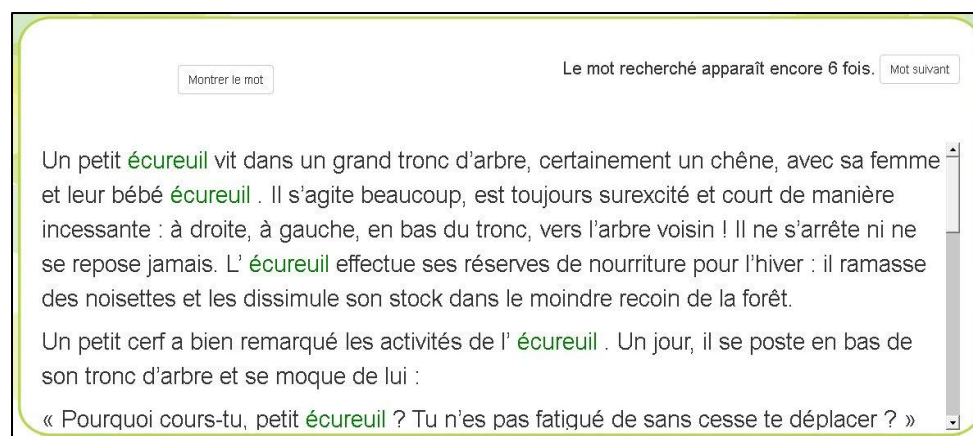 Montrer le mot
Le mot recherché apparaît encore 6 fois. Mot suivant
Un petit écureuil vit dans un grand tronc d'arbre, certainement un chêne, avec sa femme
et leur bébé écureuil . Il s'agite beaucoup, est toujours surexcité et court de manière
incessante : à droite, à gauche, en bas du tronc, vers l'arbre voisin ! Il ne s'arrête ni ne
se repose jamais. L' écureuil effectue ses réserves de nourriture pour l'hiver : il ramasse
des noisettes et les dissimule son stock dans le moindre recoin de la forêt.
Un petit cerf a bien remarqué les activités de l' écureuil . Un jour, il se poste en bas de
son tronc d'arbre et se moque de lui :
« Pourquoi cours-tu, petit écureuil ? Tu n'es pas fatigué de sans cesse te déplacer ? »